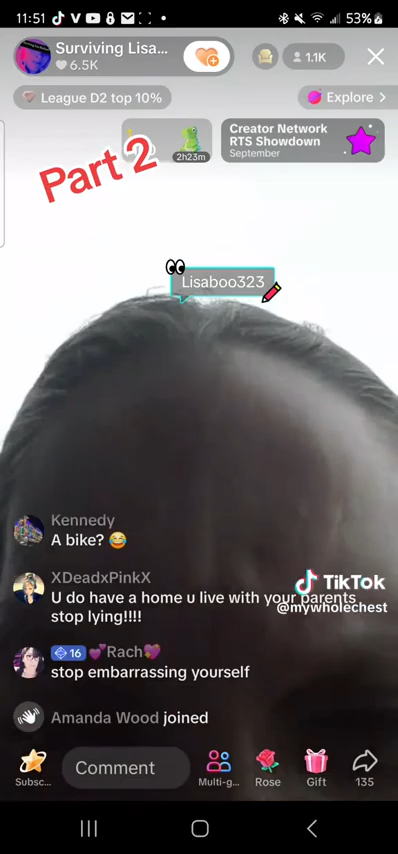 11:51
53%
Surviving Lisa...
6.5K
1.1K
League D2 top 10%
Explore >
Part 2
2h23m
Creator Network
RTS Showdown
September
Lisaboo323
Kennedy
A bike? 😂
XDeadxPinkX
U do have a home u live with your parents
stop lying!!!!
TikTok
@mywholechest
16 💕Rach💖
stop embarrassing yourself
Amanda Wood joined
Subsc...
Comment
Multi-g...
Rose
Gift
135